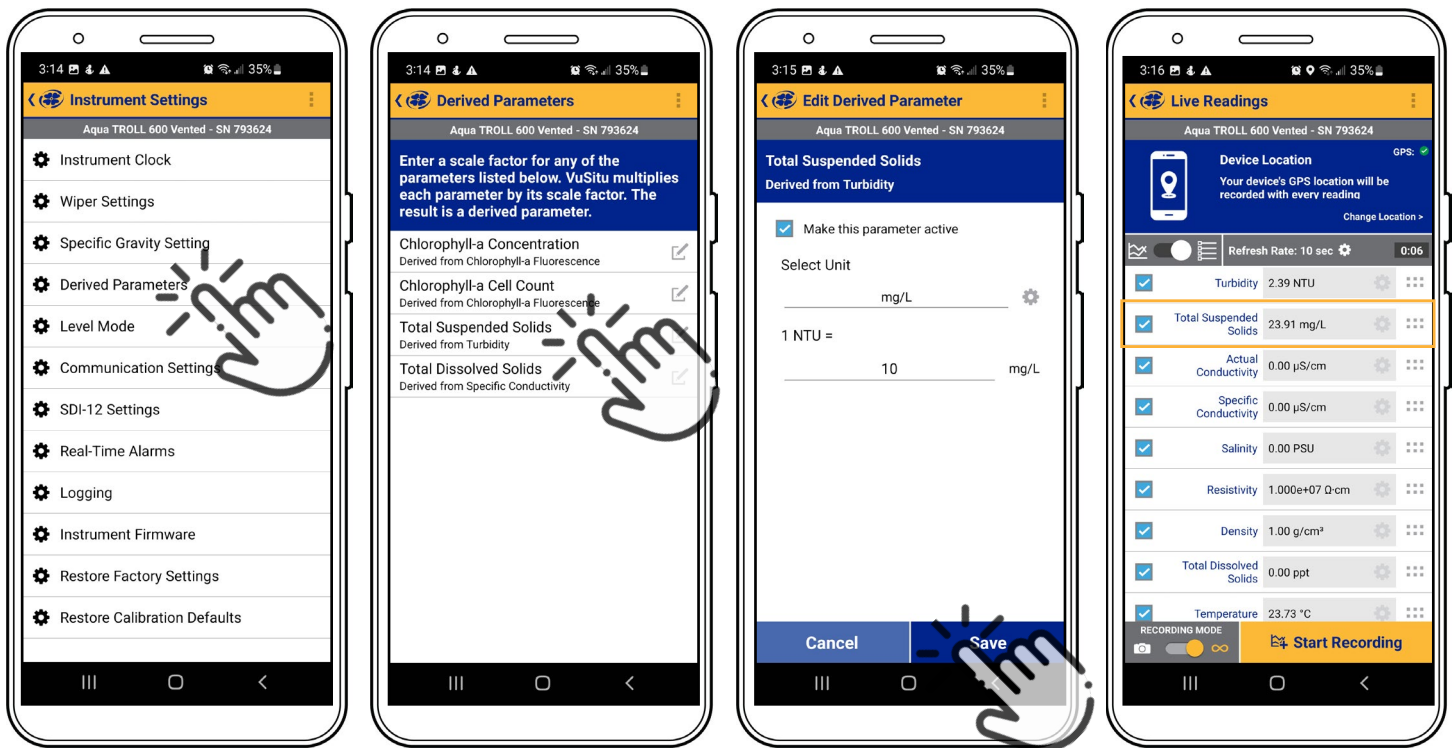 3:14
35%
Instrument Settings
Aqua TROLL 600 Vented - SN 793624
Instrument Clock
Wiper Settings
Specific Gravity Setting
Derived Parameters
Level Mode
Communication Settings
SDI-12 Settings
Real-Time Alarms
Logging
Instrument Firmware
Restore Factory Settings
Restore Calibration Defaults
3:14
35%
Derived Parameters
Aqua TROLL 600 Vented - SN 793624
Enter a scale factor for any of the
parameters listed below. VuSitu multiplies
each parameter by its scale factor. The
result is a derived parameter.
Chlorophyll-a Concentration
Derived from Chlorophyll-a Fluorescence
Chlorophyll-a Cell Count
Derived from Chlorophyll-a Fluorescence
Total Suspended Solids
Derived from Turbidity
Total Dissolved Solids
Derived from Specific Conductivity
3:15
35%
Edit Derived Parameter
Aqua TROLL 600 Vented - SN 793624
Total Suspended Solids
Derived from Turbidity
Make this parameter active
Select Unit
mg/L
1 NTU =
10 mg/L
Cancel
Save
3:16
35%
Live Readings
Aqua TROLL 600 Vented - SN 793624
GPS:
Device Location
Your device's GPS location will be
recorded with every reading
Change Location >
Refresh Rate: 10 sec
0:06
Turbidity 2.39 NTU
Total Suspended
Solids 23.91 mg/L
Actual
Conductivity 0.00 µS/cm
Specific
Conductivity 0.00 µS/cm
Salinity 0.00 PSU
Resistivity 1.000e+07 Ω·cm
Density 1.00 g/cm³
Total Dissolved
Solids 0.00 ppt
Temperature 23.73 °C
RECORDING MODE
Start Recording